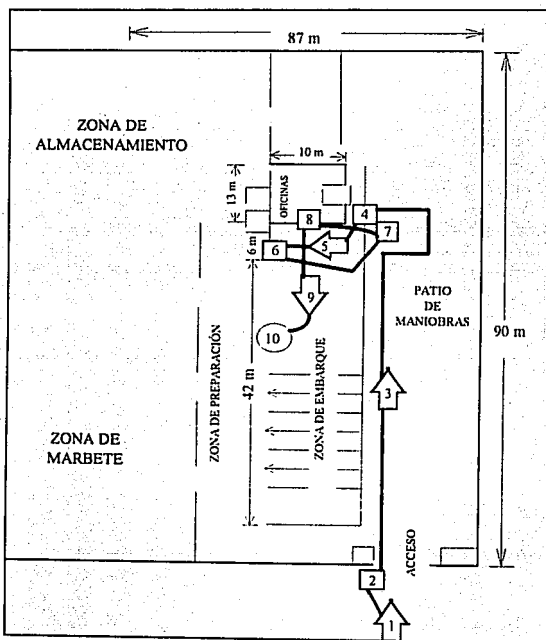 87 m
ZONA DE
ALMACENAMIENTO
10 m
13 m
OFICINAS
8
4
7
6
5
6 m
9
10
PATIO
DE
MANIOBRAS
90 m
ZONA DE PREPARACIÓN
42 m
ZONA DE EMBARQUE
3
ZONA DE
MARBETE
ACCESO
2
1